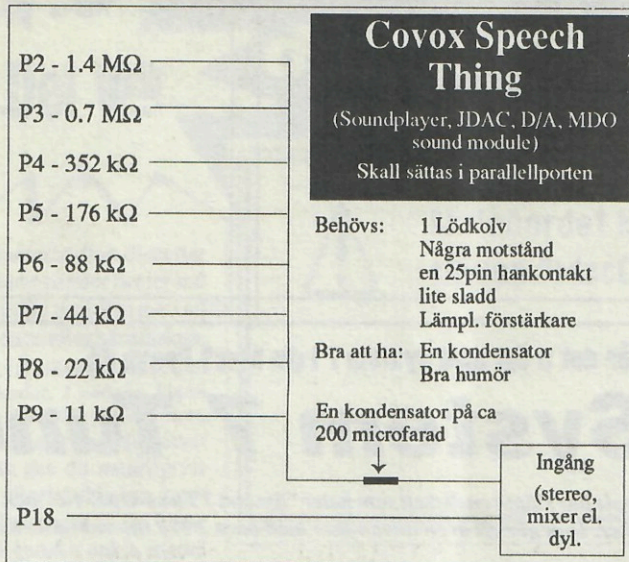 P2 - 1.4 MΩ
P3 - 0.7 MΩ
P4 - 352 kΩ
P5 - 176 kΩ
P6 - 88 kΩ
P7 - 44 kΩ
P8 - 22 kΩ
P9 - 11 kΩ
P18
Covox Speech
Thing
(Soundplayer, JDAC, D/A, MDO
sound module)
Skall sättas i parallellporten
Behövs: 1 Lödkolv
Några motstånd
en 25pin hankontakt
lite sladd
Lämpl. förstärkare
Bra att ha: En kondensator
Bra humör
En kondensator på ca
200 microfarad
Ingång
(stereo,
mixer el.
dyl.